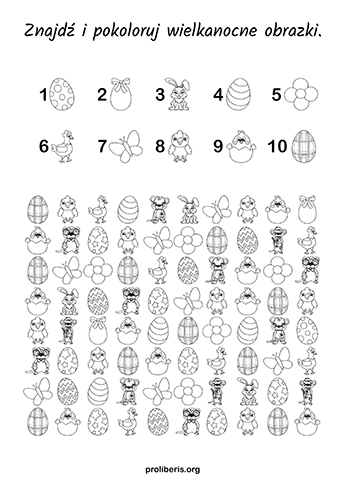 Znajdź i pokoloruj wielkanocne obrazki.
1 2 3 4 5
6 7 8 9 10
proliberis.org